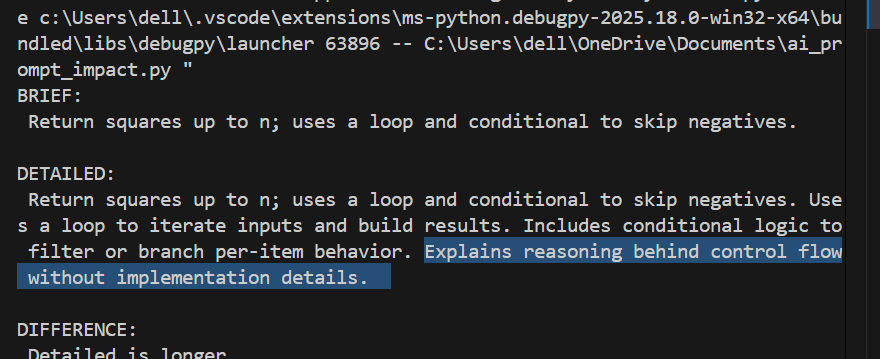 e c:\Users\dell\.vscode\extensions\ms-python.debugpy-2025.18.0-win32-x64\bu
ndled\libs\debugpy\launcher 63896 -- C:\Users\dell\OneDrive\Documents\ai_pr
ompt_impact.py "
BRIEF:
 Return squares up to n; uses a loop and conditional to skip negatives.
DETAILED:
 Return squares up to n; uses a loop and conditional to skip negatives. Use
s a loop to iterate inputs and build results. Includes conditional logic to
 filter or branch per-item behavior. Explains reasoning behind control flow
 without implementation details.
DIFFERENCE:
 Detailed is longer